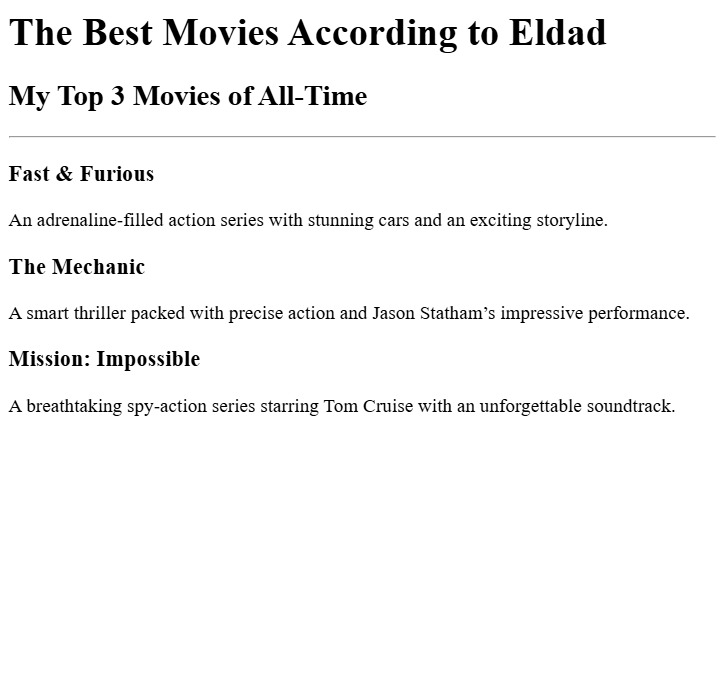 The Best Movies According to Eldad
My Top 3 Movies of All-Time
Fast & Furious
An adrenaline-filled action series with stunning cars and an exciting storyline.
The Mechanic
A smart thriller packed with precise action and Jason Statham’s impressive performance.
Mission: Impossible
A breathtaking spy-action series starring Tom Cruise with an unforgettable soundtrack.